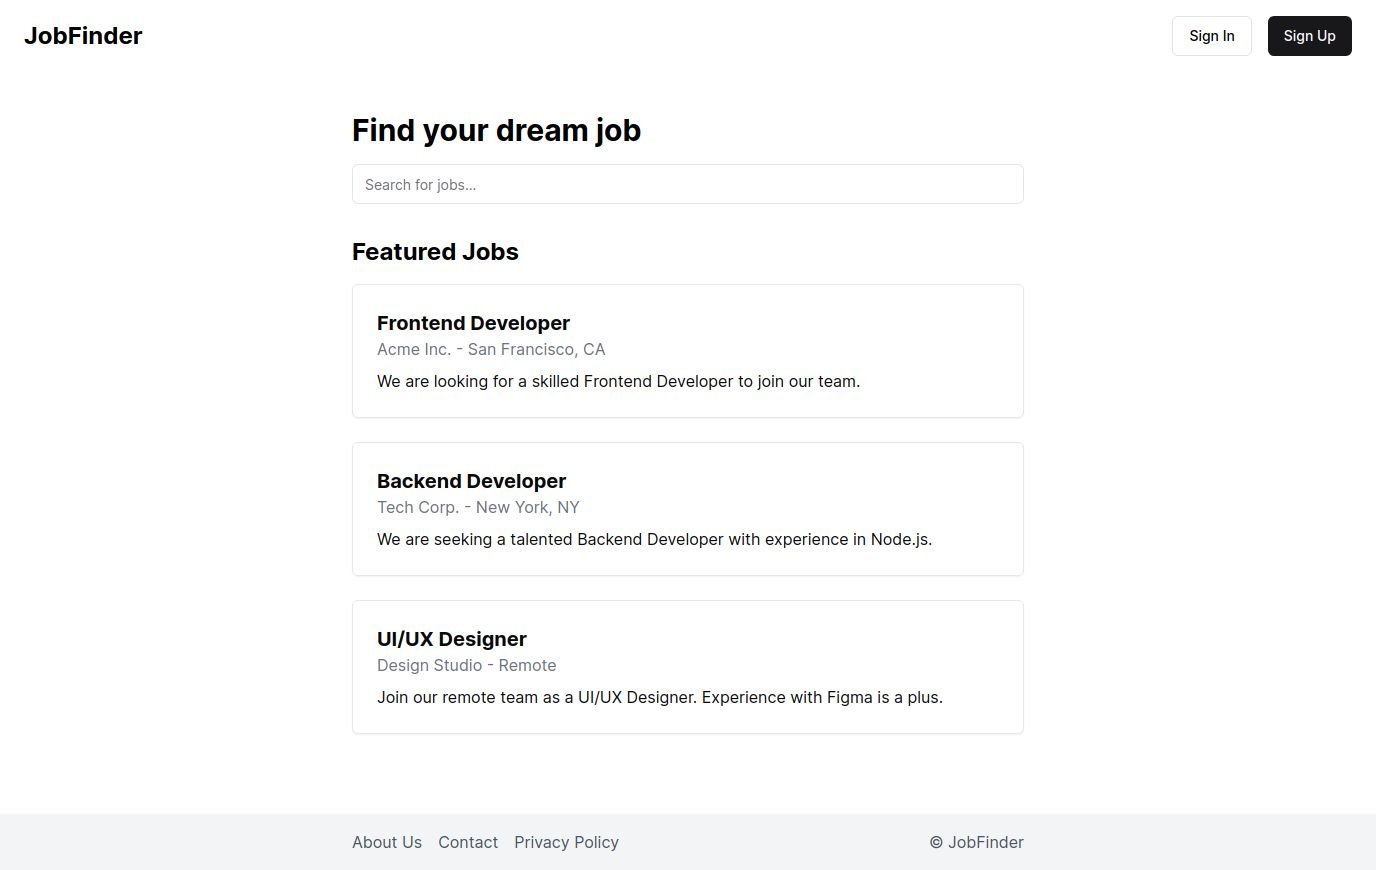 JobFinder
Sign In
Sign Up
Find your dream job
Search for jobs...
Featured Jobs
Frontend Developer
Acme Inc. - San Francisco, CA
We are looking for a skilled Frontend Developer to join our team.
Backend Developer
Tech Corp. - New York, NY
We are seeking a talented Backend Developer with experience in Node.js.
UI/UX Designer
Design Studio - Remote
Join our remote team as a UI/UX Designer. Experience with Figma is a plus.
About Us
Contact
Privacy Policy
© JobFinder